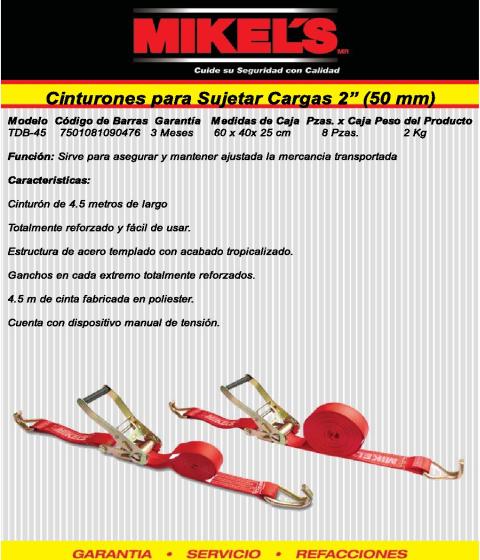 MIKEL'S MR
Cuide su Seguridad con Calidad
Cinturones para Sujetar Cargas 2” (50 mm)
Modelo Código de Barras Garantía Medidas de Caja Pzas. x Caja Peso del Producto
TDB-45 7501081090476 3 Meses 60 x 40x 25 cm 8 Pzas. 2 Kg
Función: Sirve para asegurar y mantener ajustada la mercancia transportada
Caracteristicas:
Cinturón de 4.5 metros de largo
Totalmente reforzado y fácil de usar.
Estructura de acero templado con acabado tropicalizado.
Ganchos en cada extremo totalmente reforzados.
4.5 m de cinta fabricada en poliester.
Cuenta con dispositivo manual de tensión.
MIKEL'S
GARANTIA • SERVICIO • REFACCIONES